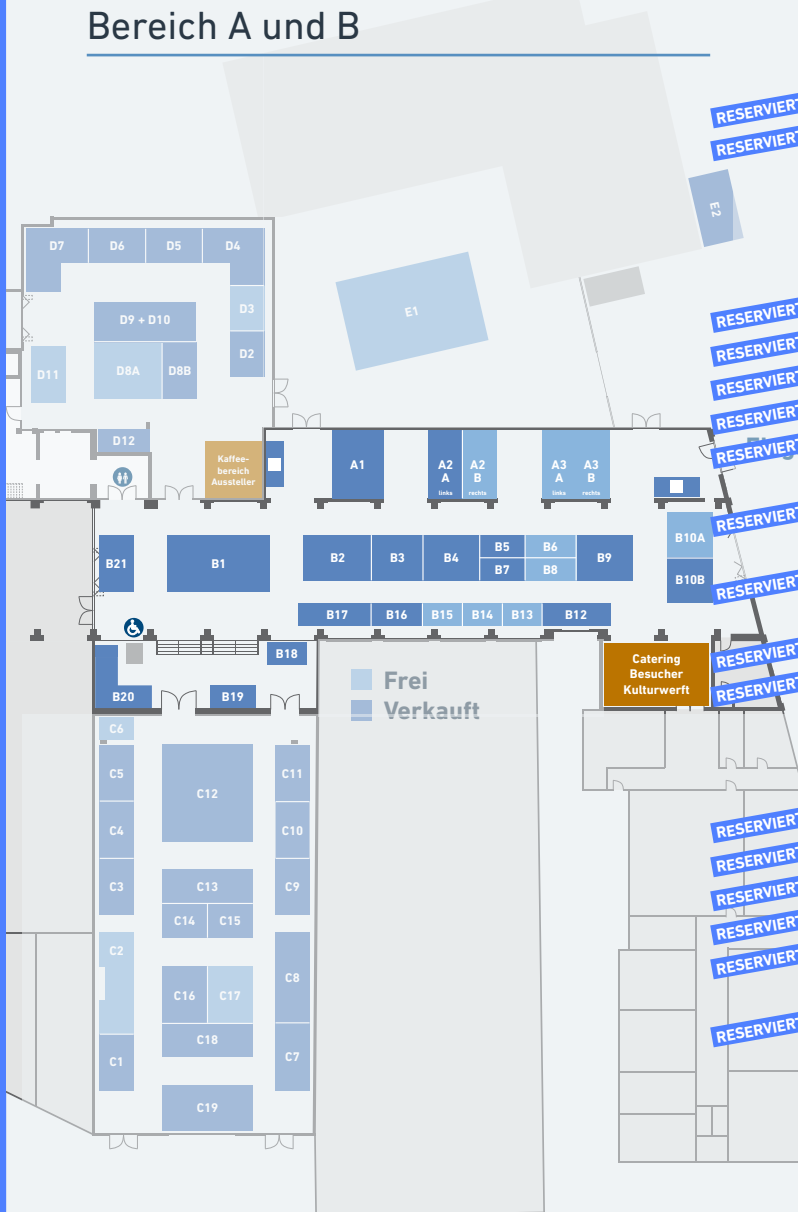 Bereich A und B
RESERVIERT
RESERVIERT
E2
D7
D6
D5
D4
D3
D9 + D10
E1
RESERVIERT
RESERVIERT
D11
D8A
D8B
D2
RESERVIERT
RESERVIERT
D12
RESERVIERT
Kaffee-
bereich
Aussteller
A1
A2
A
links
A2
B
rechts
A3
A
links
A3
B
rechts
RESERVIERT
B21
B1
B2
B3
B4
B5
B6
B7
B8
B9
B10A
B10B
RESERVIERT
B17
B16
B15
B14
B13
B12
B18
RESERVIERT
Catering
Besucher
Kulturwerft
RESERVIERT
B20
B19
Frei
Verkauft
C6
C5
C12
C11
C4
C10
RESERVIERT
RESERVIERT
C3
C13
C9
RESERVIERT
C14
C15
RESERVIERT
C2
RESERVIERT
C16
C17
C8
RESERVIERT
C1
C18
C7
C19